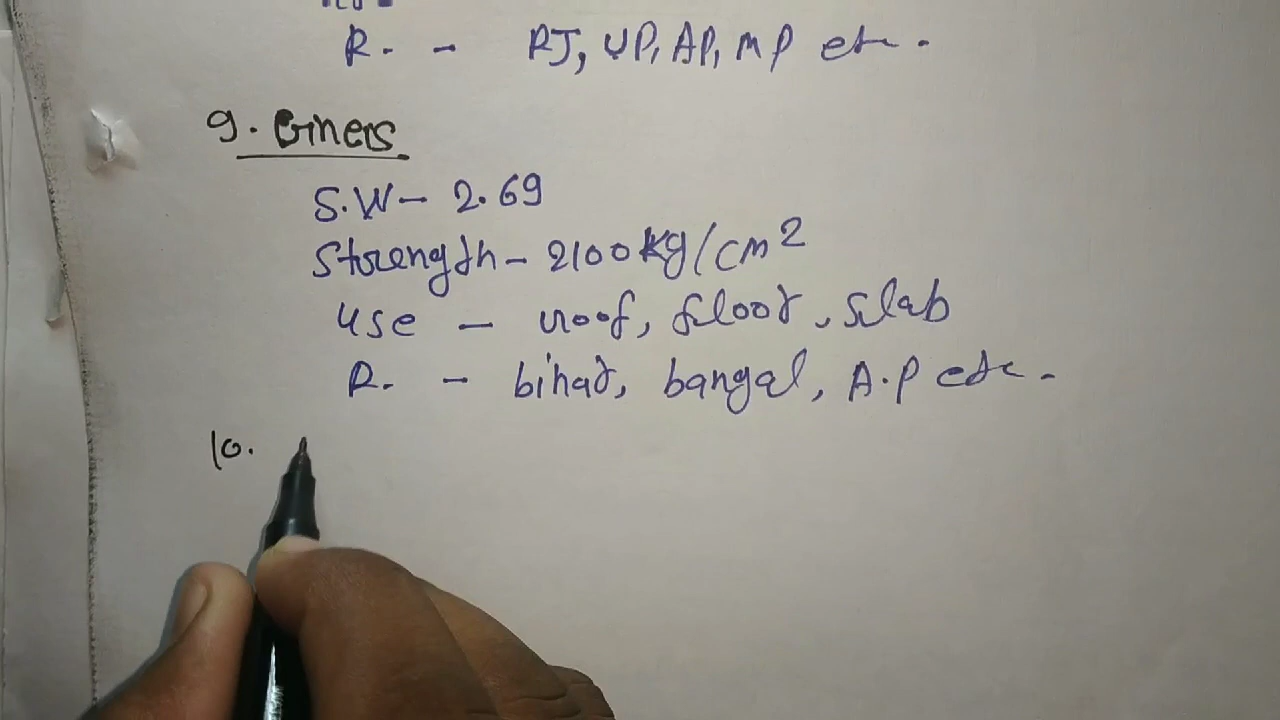 R. - RJ, UP, AP, MP etc.
9. Gneis
S.W- 2.69
Strength- 2100 kg/cm2
use - roof, floor, slab
R. - bihar, bangal, A.P etc.
10.